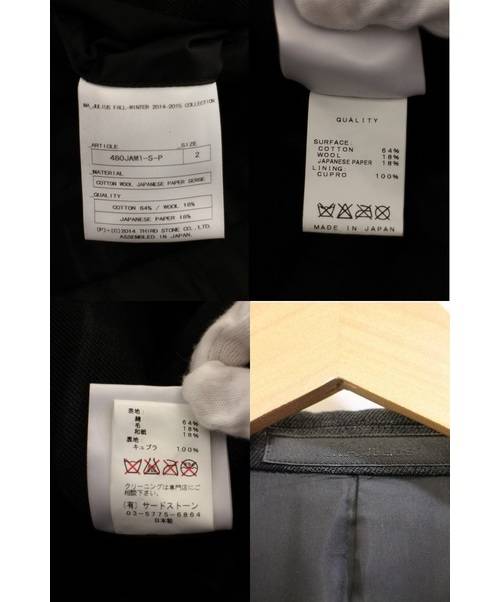 MA_JULIUS FALL-WINTER 2014-2015 COLLECTION
ARTICLE SIZE
480JAM1-S-P 2
MATERIAL
COTTON WOOL JAPANESE PAPER SERGE
QUALITY
COTTON 64% / WOOL 18%
JAPANESE PAPER 18%
(P)+(C)2014 THIRD STONE CO.,LTD.
ASSEMBLED IN JAPAN.
QUALITY
SURFACE:
COTTON 64%
WOOL 18%
JAPANESE PAPER 18%
LINING:
CUPRO 100%
MADE IN JAPAN
表地:
綿 64%
毛 18%
和紙 18%
裏地:
キュプラ 100%
クリーニングは専門店にご
相談下さい。
(有) サードストーン
03-5775-6864
日本製